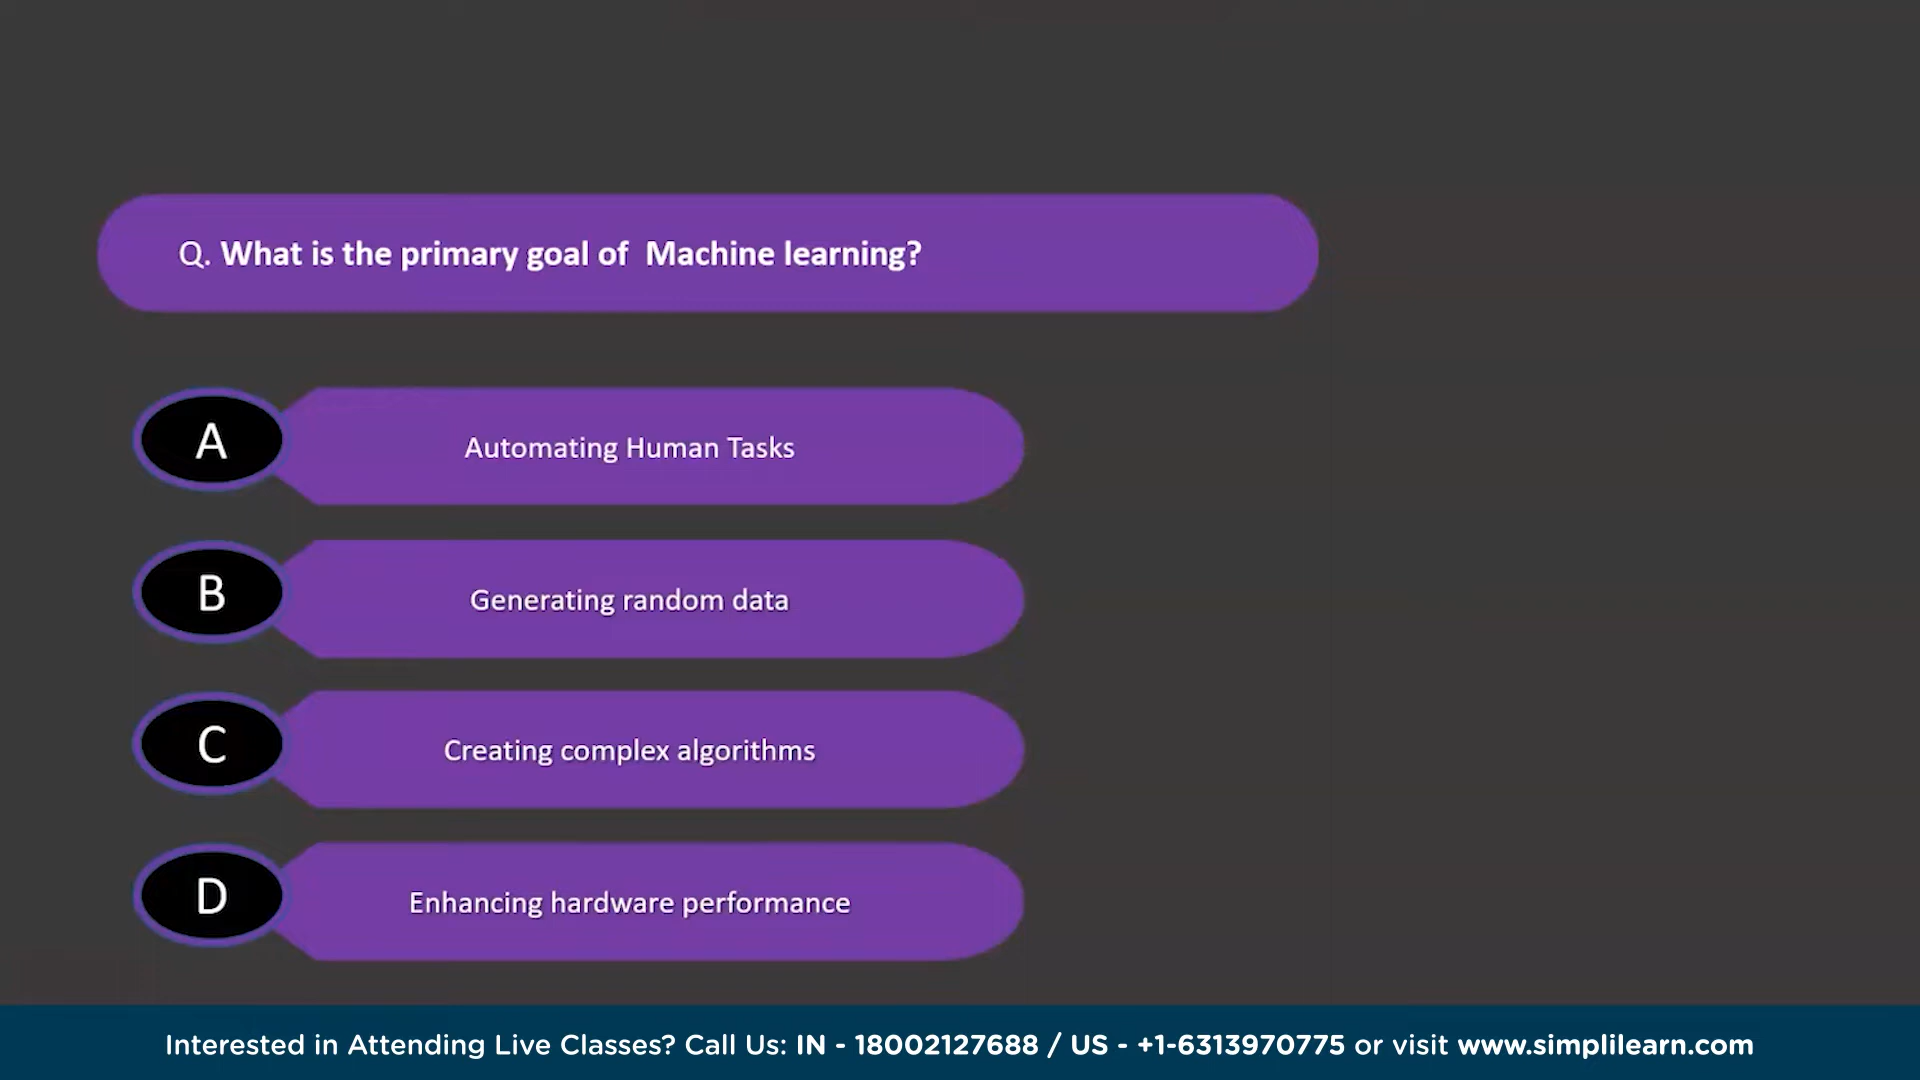 Q. What is the primary goal of Machine learning?
A
Automating Human Tasks
B
Generating random data
C
Creating complex algorithms
D
Enhancing hardware performance
Interested in Attending Live Classes? Call Us: IN - 18002127688 / US - +1-6313970775 or visit www.simplilearn.com